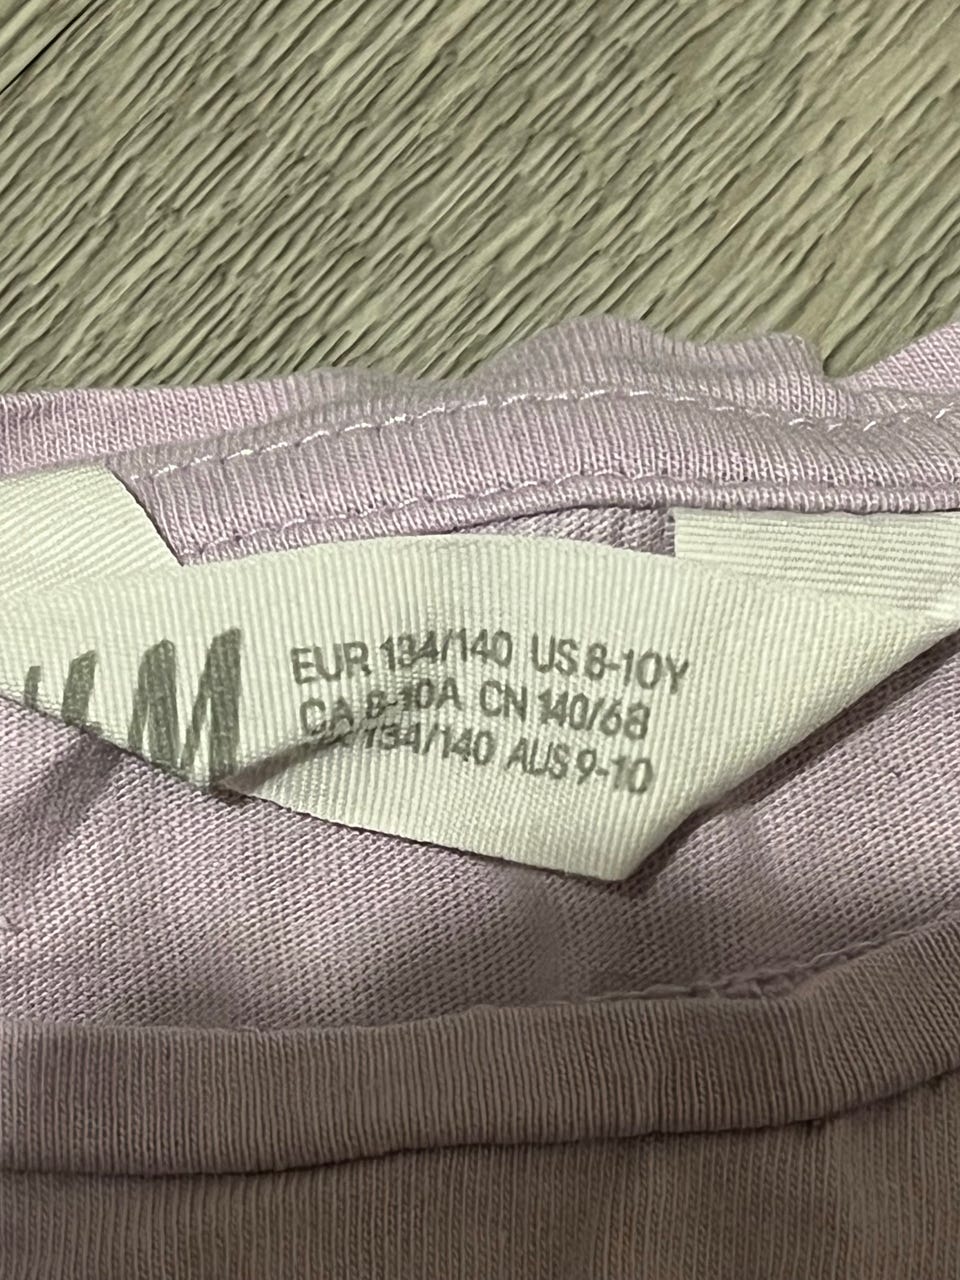 H&M
EUR 134/140 US 8-10Y
CA 8-10A CN 140/68
134/140 AUS 9-10